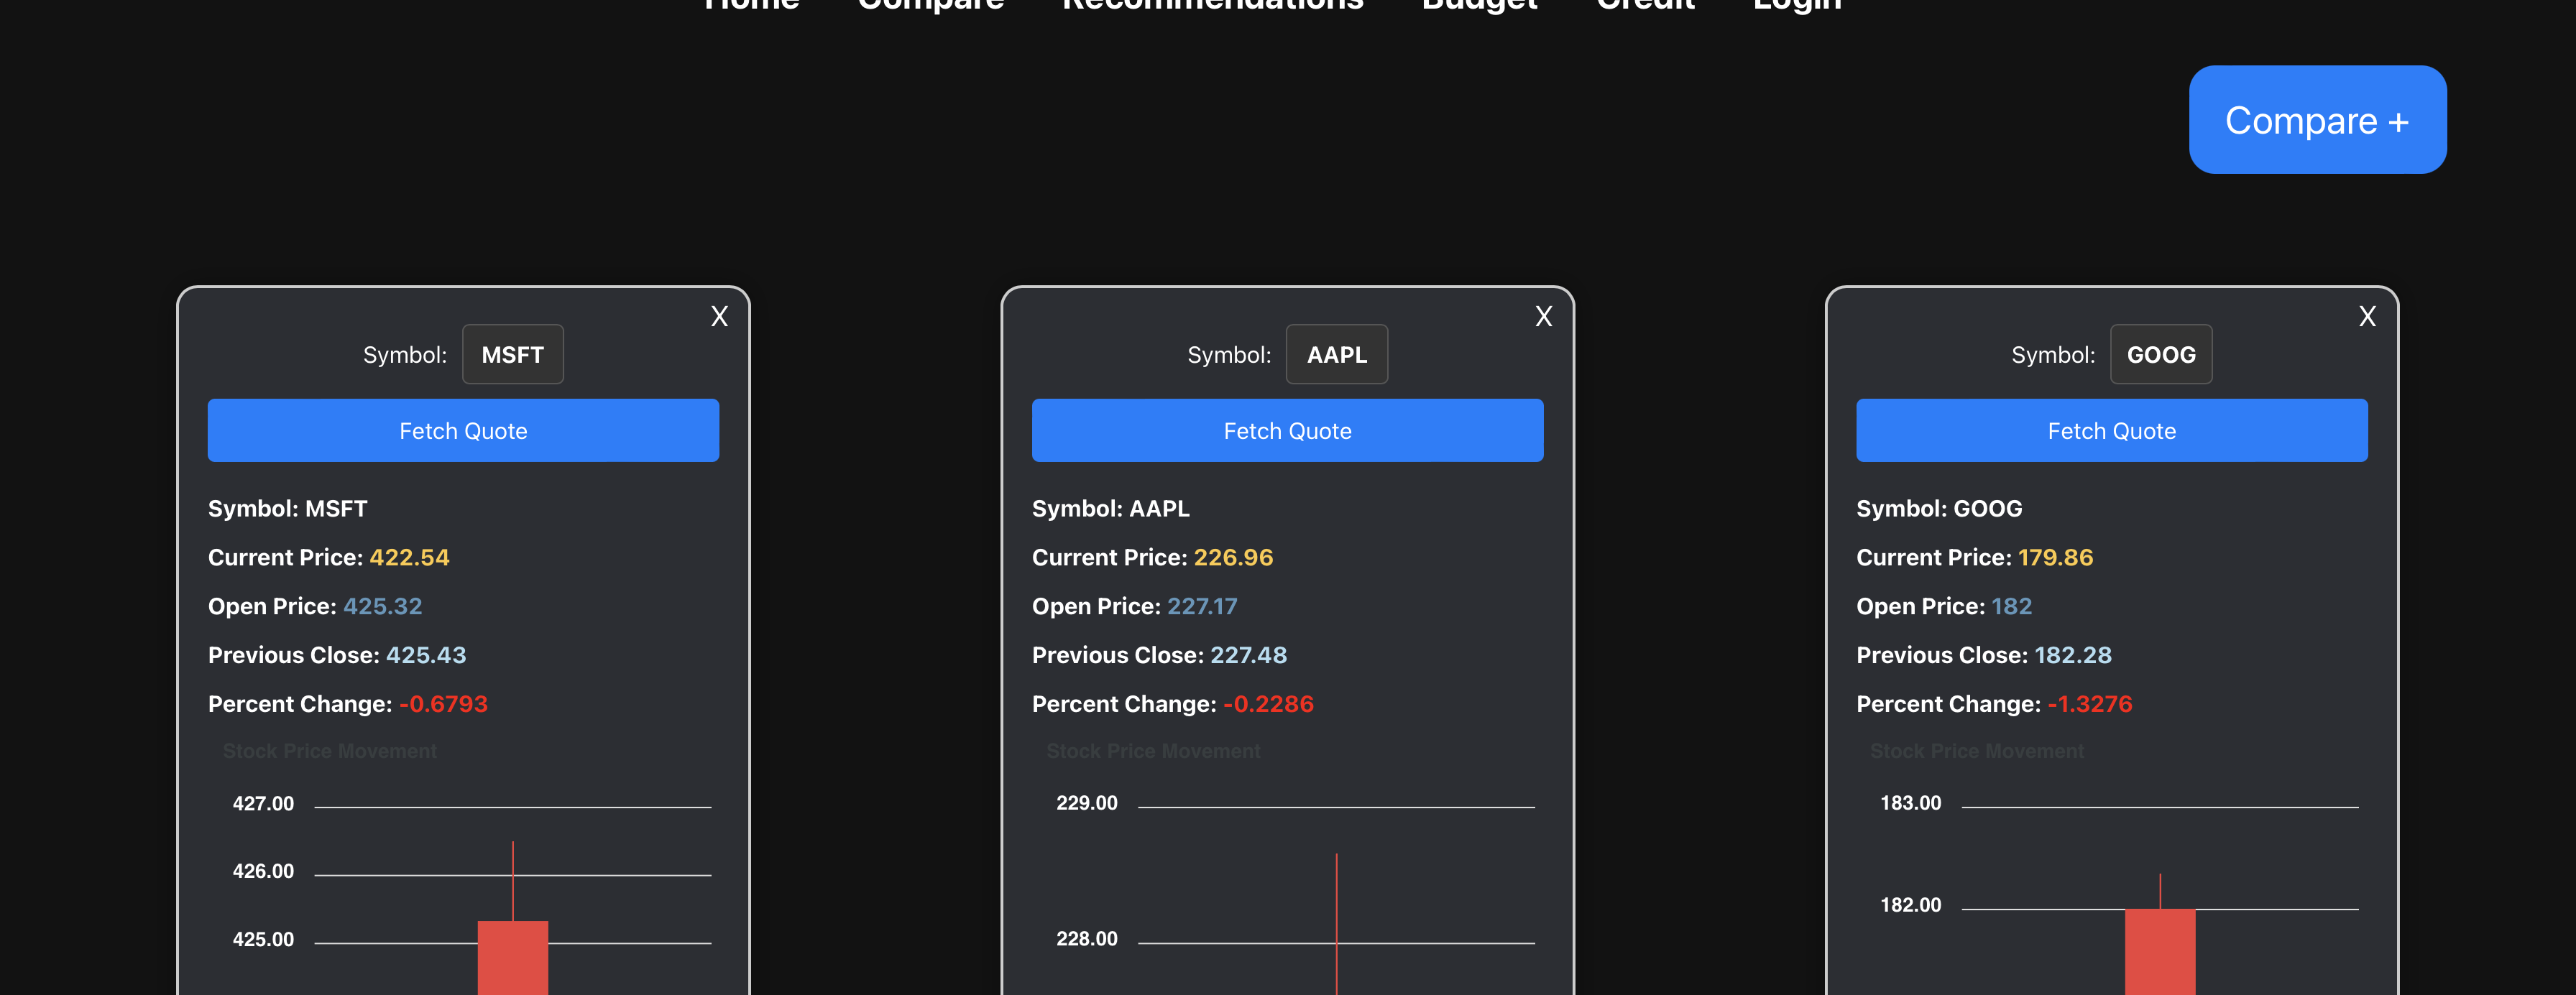 Home Compare Recommendations Budget Credit Login
Compare +
X
Symbol: MSFT
Fetch Quote
Symbol: MSFT
Current Price: 422.54
Open Price: 425.32
Previous Close: 425.43
Percent Change: -0.6793
Stock Price Movement
427.00
426.00
425.00
X
Symbol: AAPL
Fetch Quote
Symbol: AAPL
Current Price: 226.96
Open Price: 227.17
Previous Close: 227.48
Percent Change: -0.2286
Stock Price Movement
229.00
228.00
X
Symbol: GOOG
Fetch Quote
Symbol: GOOG
Current Price: 179.86
Open Price: 182
Previous Close: 182.28
Percent Change: -1.3276
Stock Price Movement
183.00
182.00